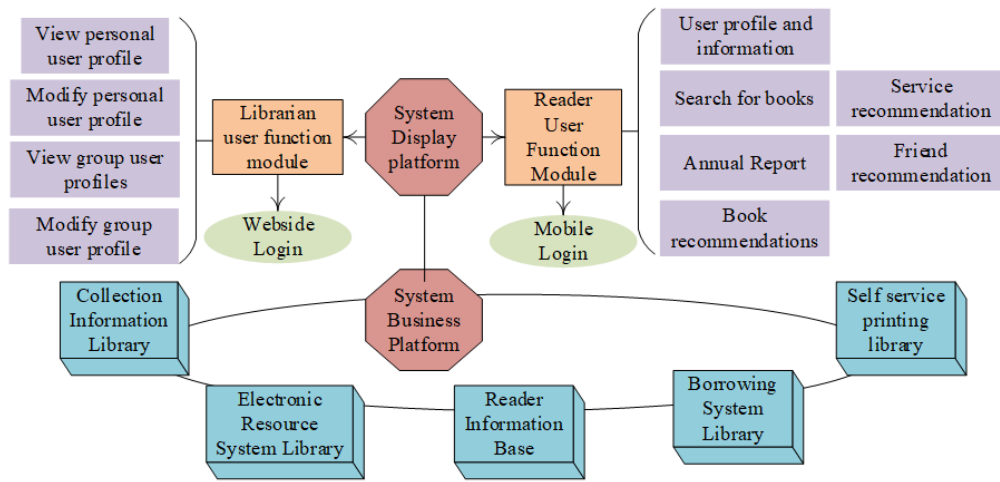 View personal
user profile
Modify personal
user profile
View group user
profiles
Modify group
user profile
Librarian
user function
module
Webside
Login
System
Display
platform
Reader
User
Function
Module
Mobile
Login
User profile and
information
Search for books
Service
recommendation
Annual Report
Friend
recommendation
Book
recommendations
System
Business
Platform
Collection
Information
Library
Electronic
Resource
System Library
Reader
Information
Base
Borrowing
System
Library
Self service
printing
library